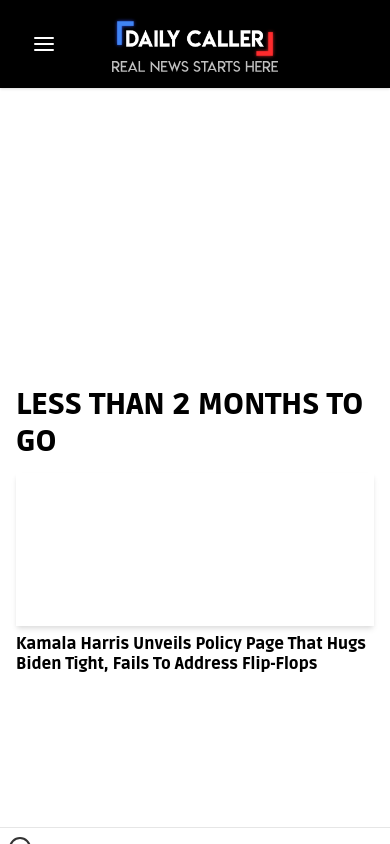 DAILY CALLER
REAL NEWS STARTS HERE
LESS THAN 2 MONTHS TO
GO
Kamala Harris Unveils Policy Page That Hugs
Biden Tight, Fails To Address Flip-Flops